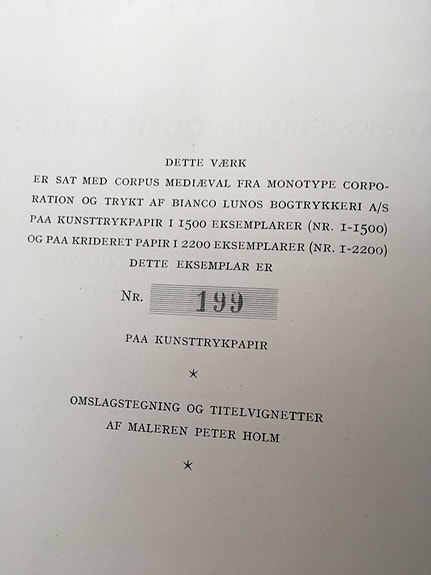 DETTE VÆRK
ER SAT MED CORPUS MEDIÆVAL FRA MONOTYPE CORPO-
RATION OG TRYKT AF BIANCO LUNOS BOGTRYKKERI A/S
PAA KUNSTTRYKPAPIR I 1500 EKSEMPLARER (NR. 1-1500)
OG PAA KRIDERET PAPIR I 2200 EKSEMPLARER (NR. 1-2200)
DETTE EKSEMPLAR ER
Nr. 199
PAA KUNSTTRYKPAPIR
*
OMSLAGSTEGNING OG TITELVIGNETTER
AF MALEREN PETER HOLM
*